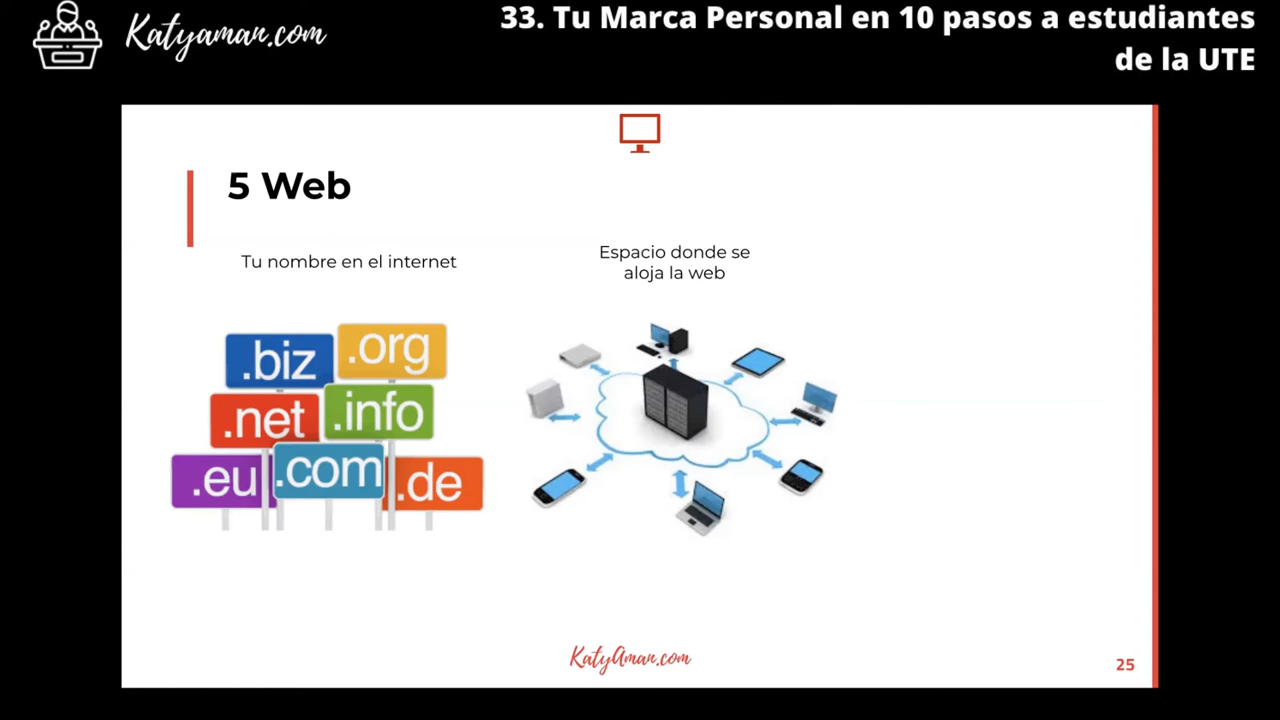 Katyaman.com
33. Tu Marca Personal en 10 pasos a estudiantes
de la UTE
5 Web
Tu nombre en el internet
Espacio donde se
aloja la web
.biz
.org
.net
.info
.eu
.com
.de
KatyAman.com
25